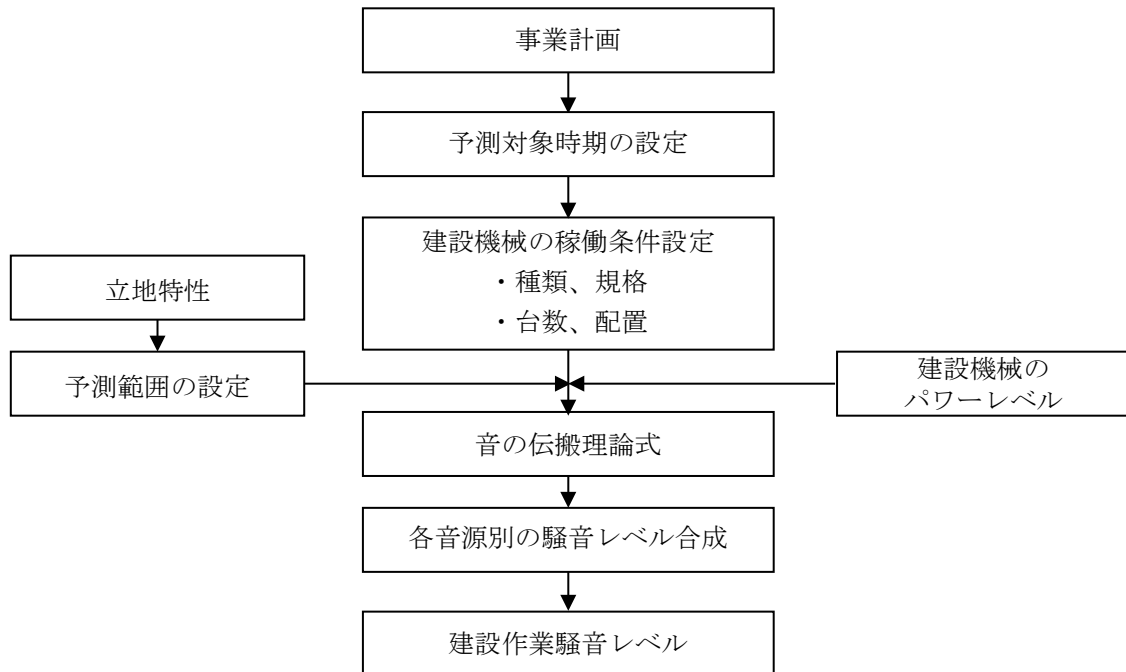 事業計画
予測対象時期の設定
建設機械の稼働条件設定
・種類、規格
・台数、配置
立地特性
予測範囲の設定
建設機械の
パワーレベル
音の伝搬理論式
各音源別の騒音レベル合成
建設作業騒音レベル